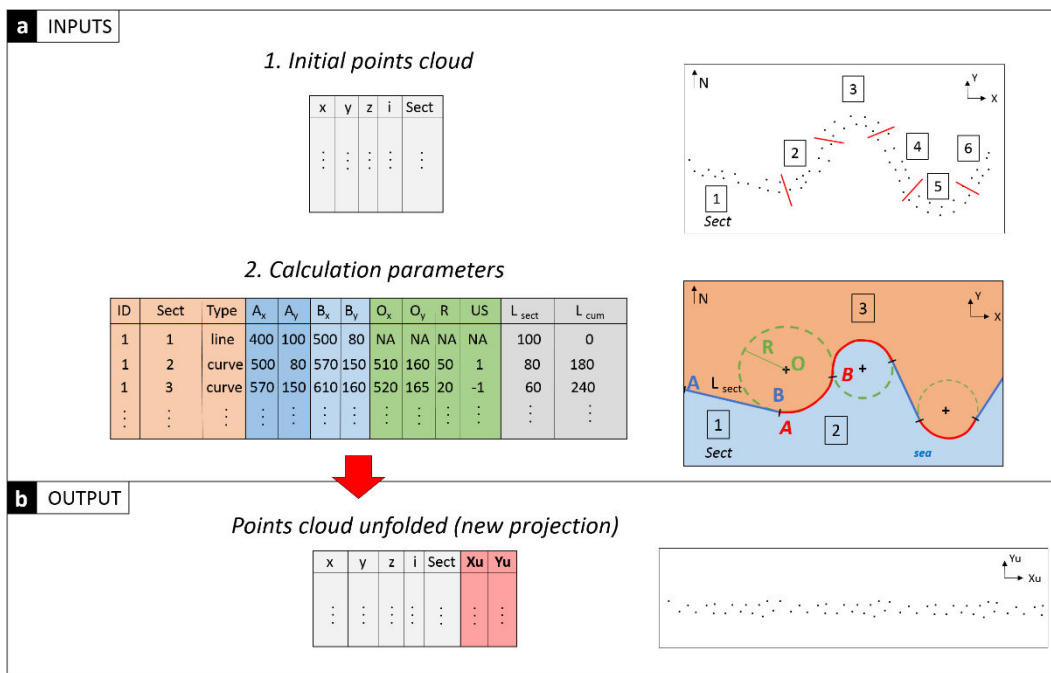 a INPUTS
1. Initial points cloud
x y z i Sect
⋮ ⋮ ⋮ ⋮ ⋮
N
Y
X
3
2
4
6
5
1
Sect
2. Calculation parameters
ID Sect Type Ax Ay Bx By Ox Oy R US L sect L cum
1 1 line 400 100 500 80 NA NA NA NA 100 0
1 2 curve 500 80 570 150 510 160 50 1 80 180
1 3 curve 570 150 610 160 520 165 20 -1 60 240
⋮ ⋮ ⋮ ⋮ ⋮ ⋮ ⋮ ⋮ ⋮ ⋮ ⋮ ⋮ ⋮
N
Y
X
3
R
O
A L sect B B
1 A 2
Sect
sea
b OUTPUT
Points cloud unfolded (new projection)
x y z i Sect Xu Yu
⋮ ⋮ ⋮ ⋮ ⋮ ⋮ ⋮
Yu
Xu